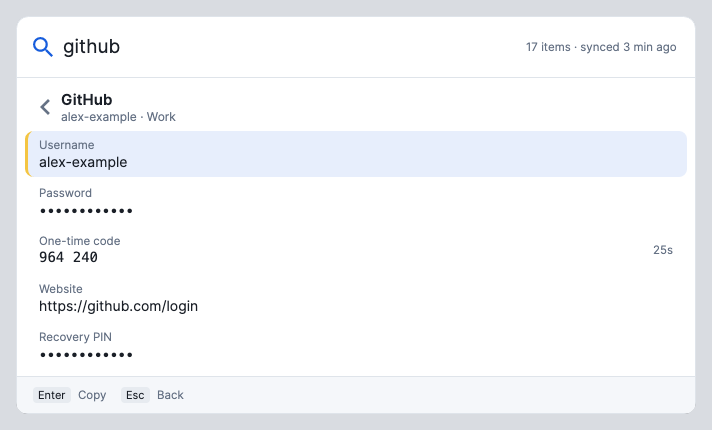 github
17 items · synced 3 min ago
GitHub
alex-example · Work
Username
alex-example
Password
••••••••••••
One-time code
964 240
25s
Website
https://github.com/login
Recovery PIN
••••••••••••
Enter Copy Esc Back